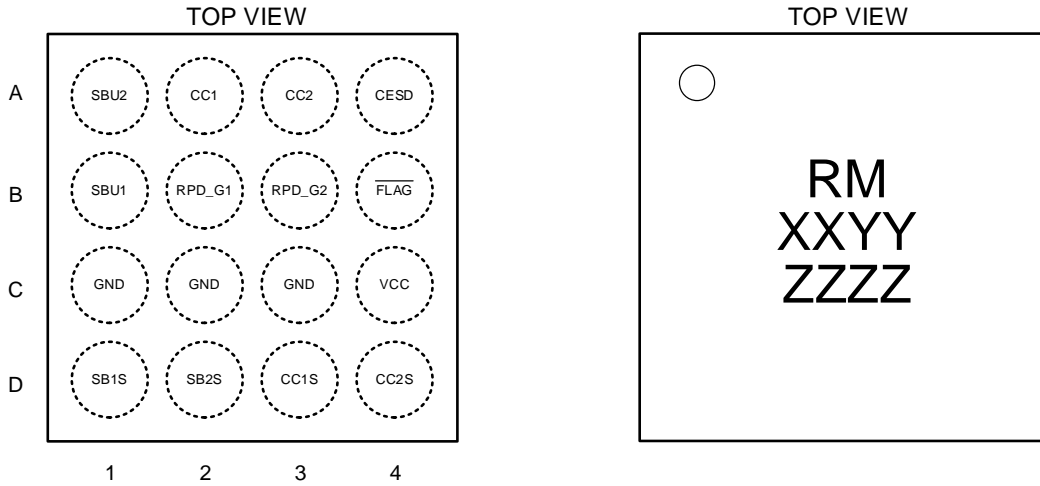 TOP VIEW TOP VIEW
A SBU2 CC1 CC2 CESD
B SBU1 RPD_G1 RPD_G2 FLAG
C GND GND GND VCC
D SB1S SB2S CC1S CC2S
1 2 3 4
RM
XXYY
ZZZZ